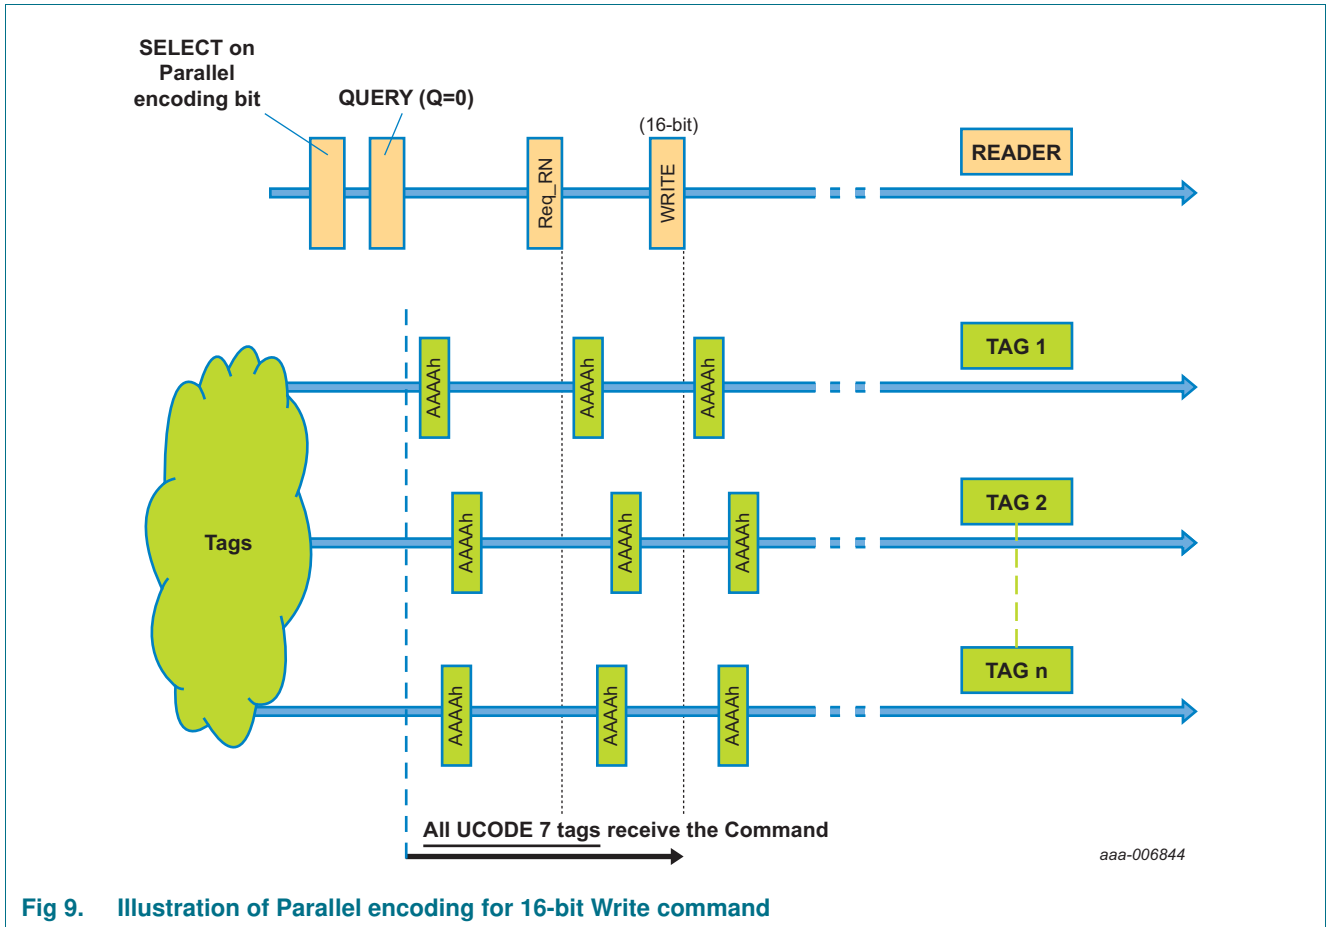 SELECT on
Parallel
encoding bit
QUERY (Q=0)
(16-bit)
Req_RN
WRITE
READER
AAAAh
AAAAh
AAAAh
TAG 1
Tags
AAAAh
AAAAh
AAAAh
TAG 2
AAAAh
AAAAh
AAAAh
TAG n
All UCODE 7 tags receive the Command
aaa-006844
Fig 9. Illustration of Parallel encoding for 16-bit Write command